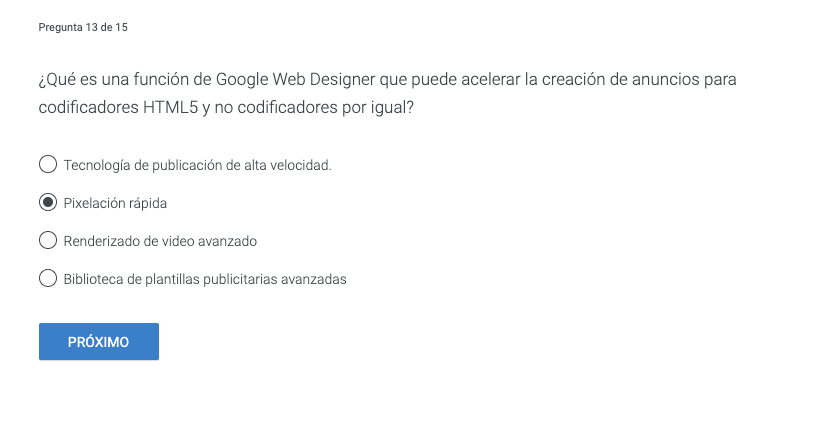 Pregunta 13 de 15
¿Qué es una función de Google Web Designer que puede acelerar la creación de anuncios para
codificadores HTML5 y no codificadores por igual?
Tecnología de publicación de alta velocidad.
Pixelación rápida
Renderizado de video avanzado
Biblioteca de plantillas publicitarias avanzadas
PRÓXIMO